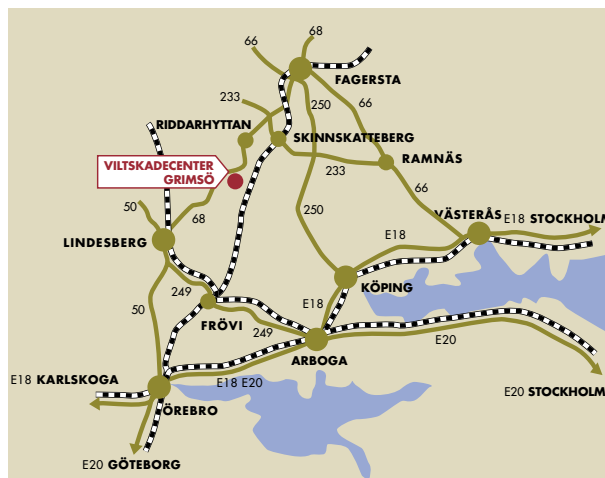 68
66
FAGERSTA
233
250
66
RIDDARHYTTAN
SKINNSKATTEBERG
RAMNÄS
VILTSKADECENTER
GRIMSÖ
233
66
50
68
250
VÄSTERÅS
E18 STOCKHOLM
E18
LINDESBERG
KÖPING
249
E18
50
FRÖVI
249
E20
ARBOGA
E18 KARLSKOGA
E18 E20
E20 STOCKHOLM
ÖREBRO
E20 GÖTEBORG